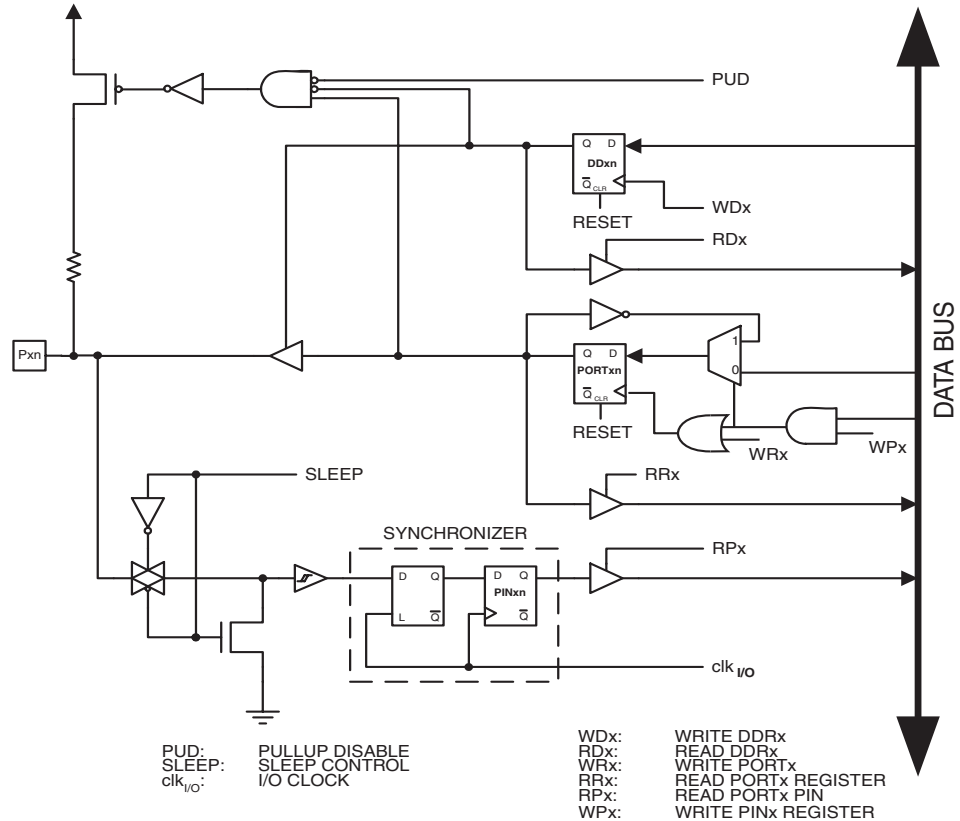 PUD
Q D
DDxn
Q CLR
WDx
RESET
RDx
1
Pxn
Q D
PORTxn
0
Q CLR
RESET
WRx
WPx
DATA BUS
SLEEP
RRx
SYNCHRONIZER
RPx
D Q
D Q
PINxn
L Q
Q
clk I/O
PUD: PULLUP DISABLE
SLEEP: SLEEP CONTROL
clk I/O: I/O CLOCK
WDx: WRITE DDRx
RDx: READ DDRx
WRx: WRITE PORTx
RRx: READ PORTx REGISTER
RPx: READ PORTx PIN
WPx: WRITE PINx REGISTER